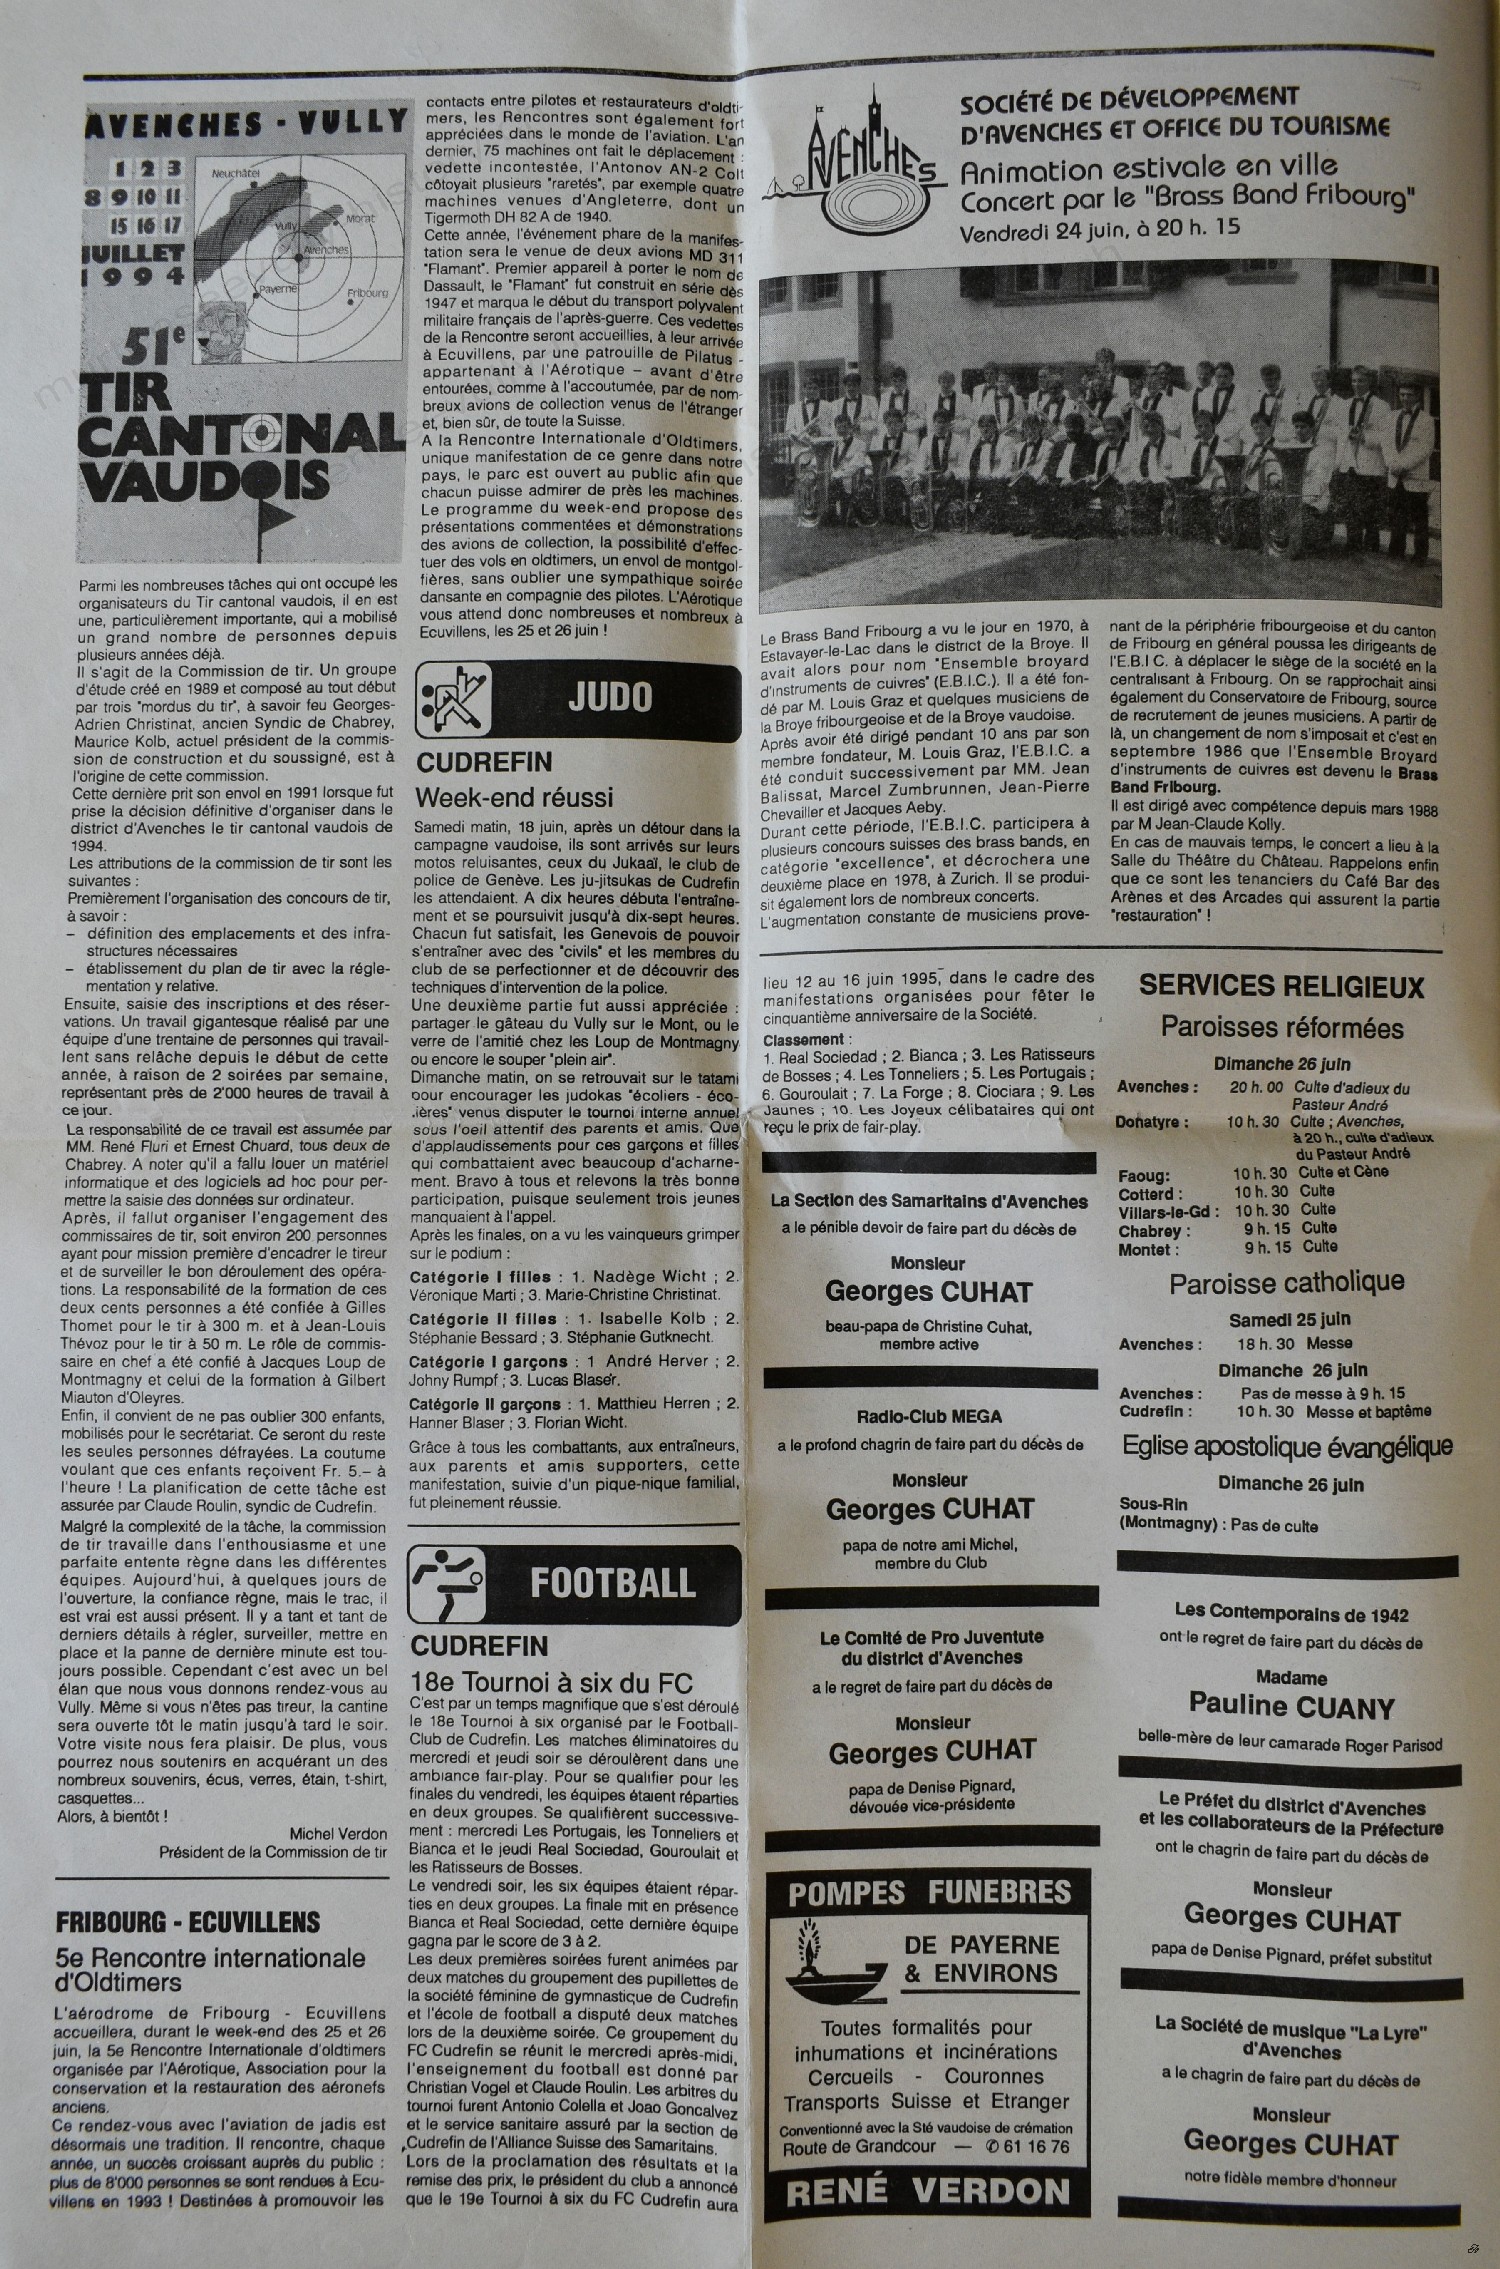 AVENCHES - VULLY
1 2 3
8 9 10 11
15 16 17
JUILLET
1994
Neuchâtel
Morat
Vully
Avenches
Payerne
Fribourg
51e
TIR
CANTONAL
VAUDOIS
Parmi les nombreuses tâches qui ont occupé les
organisateurs du Tir cantonal vaudois, il en est
une, particulièrement importante, qui a mobilisé
un grand nombre de personnes depuis
plusieurs années déjà.
Il s'agit de la Commission de tir. Un groupe
d'étude créé en 1989 et composé au tout début
par trois "mordus du tir", à savoir feu Georges-
Adrien Christinat, ancien Syndic de Chabrey,
Maurice Kolb, actuel président de la commis-
sion de construction et du soussigné, est à
l'origine de cette commission.
Cette dernière prit son envol en 1991 lorsque fut
prise la décision définitive d'organiser dans le
district d'Avenches le tir cantonal vaudois de
1994.
Les attributions de la commission de tir sont les
suivantes :
Premièrement l'organisation des concours de tir,
à savoir :
– définition des emplacements et des infra-
structures nécessaires
– établissement du plan de tir avec la régle-
mentation y relative.
Ensuite, saisie des inscriptions et des réser-
vations. Un travail gigantesque réalisé par une
équipe d'une trentaine de personnes qui travail-
lent sans relâche depuis le début de cette
année, à raison de 2 soirées par semaine,
représentant près de 2'000 heures de travail à
ce jour.
La responsabilité de ce travail est assumée par
MM. René Fluri et Ernest Chuard, tous deux de
Chabrey. A noter qu'il a fallu louer un matériel
informatique et des logiciels ad hoc pour per-
mettre la saisie des données sur ordinateur.
Après, il fallut organiser l'engagement des
commissaires de tir, soit environ 200 personnes
ayant pour mission première d'encadrer le tireur
et de surveiller le bon déroulement des opéra-
tions. La responsabilité de la formation de ces
deux cents personnes a été confiée à Gilles
Thomet pour le tir à 300 m. et à Jean-Louis
Thévoz pour le tir à 50 m. Le rôle de commis-
saire en chef a été confié à Jacques Loup de
Montmagny et celui de la formation à Gilbert
Miauton d'Oleyres.
Enfin, il convient de ne pas oublier 300 enfants,
mobilisés pour le secrétariat. Ce seront du reste
les seules personnes défrayées. La coutume
voulant que ces enfants reçoivent Fr. 5.– à
l'heure ! La planification de cette tâche est
assurée par Claude Roulin, syndic de Cudrefin.
Malgré la complexité de la tâche, la commission
de tir travaille dans l'enthousiasme et une
parfaite entente règne dans les différentes
équipes. Aujourd'hui, à quelques jours de
l'ouverture, la confiance règne, mais le trac, il
est vrai est aussi présent. Il y a tant et tant de
derniers détails à régler, surveiller, mettre en
place et la panne de dernière minute est tou-
jours possible. Cependant c'est avec un bel
élan que nous vous donnons rendez-vous au
Vully. Même si vous n'êtes pas tireur, la cantine
sera ouverte tôt le matin jusqu'à tard le soir.
Votre visite nous fera plaisir. De plus, vous
pourrez nous soutenirs en acquérant un des
nombreux souvenirs, écus, verres, étain, t-shirt,
casquettes...
Alors, à bientôt !
Michel Verdon
Président de la Commission de tir
FRIBOURG - ECUVILLENS
5e Rencontre internationale
d'Oldtimers
L'aérodrome de Fribourg - Ecuvillens
accueillera, durant le week-end des 25 et 26
juin, la 5e Rencontre Internationale d'oldtimers
organisée par l'Aérotique, Association pour la
conservation et la restauration des aéronefs
anciens.
Ce rendez-vous avec l'aviation de jadis est
désormais une tradition. Il rencontre, chaque
année, un succès croissant auprès du public :
plus de 8'000 personnes se sont rendues à Ecu-
villens en 1993 ! Destinées à promouvoir les
contacts entre pilotes et restaurateurs d'oldti-
mers, les Rencontres sont également fort
appréciées dans le monde de l'aviation. L'an
dernier, 75 machines ont fait le déplacement :
vedette incontestée, l'Antonov AN-2 Colt
côtoyait plusieurs "raretés", par exemple quatre
machines venues d'Angleterre, dont un
Tigermoth DH 82 A de 1940.
Cette année, l'événement phare de la manifes-
tation sera le venue de deux avions MD 311
"Flamant". Premier appareil à porter le nom de
Dassault, le "Flamant" fut construit en série dès
1947 et marqua le début du transport polyvalent
militaire français de l'après-guerre. Ces vedettes
de la Rencontre seront accueillies, à leur arrivée
à Ecuvillens, par une patrouille de Pilatus -
appartenant à l'Aérotique – avant d'être
entourées, comme à l'accoutumée, par de nom-
breux avions de collection venus de l'étranger
et, bien sûr, de toute la Suisse.
A la Rencontre Internationale d'Oldtimers,
unique manifestation de ce genre dans notre
pays, le parc est ouvert au public afin que
chacun puisse admirer de près les machines.
Le programme du week-end propose des
présentations commentées et démonstrations
des avions de collection, la possibilité d'effec-
tuer des vols en oldtimers, un envol de montgol-
fières, sans oublier une sympathique soirée
dansante en compagnie des pilotes. L'Aérotique
vous attend donc nombreuses et nombreux à
Ecuvillens, les 25 et 26 juin !
JUDO
CUDREFIN
Week-end réussi
Samedi matin, 18 juin, après un détour dans la
campagne vaudoise, ils sont arrivés sur leurs
motos reluisantes, ceux du Jukaaï, le club de
police de Genève. Les ju-jitsukas de Cudrefin
les attendaient. A dix heures débuta l'entraîne-
ment et se poursuivit jusqu'à dix-sept heures.
Chacun fut satisfait, les Genevois de pouvoir
s'entraîner avec des "civils" et les membres du
club de se perfectionner et de découvrir des
techniques d'intervention de la police.
Une deuxième partie fut aussi appréciée :
partager le gâteau du Vully sur le Mont, ou le
verre de l'amitié chez les Loup de Montmagny
ou encore le souper "plein air".
Dimanche matin, on se retrouvait sur le tatami
pour encourager les judokas "écoliers - éco-
lières" venus disputer le tournoi interne annuel
sous l'oeil attentif des parents et amis. Que
d'applaudissements pour ces garçons et filles
qui combattaient avec beaucoup d'acharne-
ment. Bravo à tous et relevons la très bonne
participation, puisque seulement trois jeunes
manquaient à l'appel.
Après les finales, on a vu les vainqueurs grimper
sur le podium :
Catégorie I filles : 1. Nadège Wicht ; 2.
Véronique Marti ; 3. Marie-Christine Christinat.
Catégorie II filles : 1. Isabelle Kolb ; 2.
Stéphanie Bessard ; 3. Stéphanie Gutknecht.
Catégorie I garçons : 1 André Herver ; 2.
Johny Rumpf ; 3. Lucas Blaser.
Catégorie II garçons : 1. Matthieu Herren ; 2.
Hanner Blaser ; 3. Florian Wicht.
Grâce à tous les combattants, aux entraîneurs,
aux parents et amis supporters, cette
manifestation, suivie d'un pique-nique familial,
fut pleinement réussie.
FOOTBALL
CUDREFIN
18e Tournoi à six du FC
C'est par un temps magnifique que s'est déroulé
le 18e Tournoi à six organisé par le Football-
Club de Cudrefin. Les matches éliminatoires du
mercredi et jeudi soir se déroulèrent dans une
ambiance fair-play. Pour se qualifier pour les
finales du vendredi, les équipes étaient réparties
en deux groupes. Se qualifièrent successive-
ment : mercredi Les Portugais, les Tonneliers et
Bianca et le jeudi Real Sociedad, Gouroulait et
les Ratisseurs de Bosses.
Le vendredi soir, les six équipes étaient répar-
ties en deux groupes. La finale mit en présence
Bianca et Real Sociedad, cette dernière équipe
gagna par le score de 3 à 2.
Les deux premières soirées furent animées par
deux matches du groupement des pupillettes de
la société féminine de gymnastique de Cudrefin
et l'école de football a disputé deux matches
lors de la deuxième soirée. Ce groupement du
FC Cudrefin se réunit le mercredi après-midi,
l'enseignement du football est donné par
Christian Vogel et Claude Roulin. Les arbitres du
tournoi furent Antonio Colella et Joao Goncalvez
et le service sanitaire assuré par la section de
Cudrefin de l'Alliance Suisse des Samaritains.
Lors de la proclamation des résultats et la
remise des prix, le président du club a annoncé
que le 19e Tournoi à six du FC Cudrefin aura
AVENCHES
SOCIÉTÉ DE DÉVELOPPEMENT
D'AVENCHES ET OFFICE DU TOURISME
Animation estivale en ville
Concert par le "Brass Band Fribourg"
Vendredi 24 juin, à 20 h. 15
Le Brass Band Fribourg a vu le jour en 1970, à
Estavayer-le-Lac dans le district de la Broye. Il
avait alors pour nom "Ensemble broyard
d'instruments de cuivres" (E.B.I.C.). Il a été fon-
dé par M. Louis Graz et quelques musiciens de
la Broye fribourgeoise et de la Broye vaudoise.
Après avoir été dirigé pendant 10 ans par son
membre fondateur, M. Louis Graz, l'E.B.I.C. a
été conduit successivement par MM. Jean
Balissat, Marcel Zumbrunnen, Jean-Pierre
Chevailler et Jacques Aeby.
Durant cette période, l'E.B.I.C. participera à
plusieurs concours suisses des brass bands, en
catégorie "excellence", et décrochera une
deuxième place en 1978, à Zurich. Il se produi-
sit également lors de nombreux concerts.
L'augmentation constante de musiciens prove-
nant de la périphérie fribourgeoise et du canton
de Fribourg en général poussa les dirigeants de
l'E.B.I C. à déplacer le siège de la société en la
centralisant à Fribourg. On se rapprochait ainsi
également du Conservatoire de Fribourg, source
de recrutement de jeunes musiciens. A partir de
là, un changement de nom s'imposait et c'est en
septembre 1986 que l'Ensemble Broyard
d'instruments de cuivres est devenu le Brass
Band Fribourg.
Il est dirigé avec compétence depuis mars 1988
par M Jean-Claude Kolly.
En cas de mauvais temps, le concert a lieu à la
Salle du Théâtre du Château. Rappelons enfin
que ce sont les tenanciers du Café Bar des
Arènes et des Arcades qui assurent la partie
"restauration" !
lieu 12 au 16 juin 1995, dans le cadre des
manifestations organisées pour fêter le
cinquantième anniversaire de la Société.
Classement :
1. Real Sociedad ; 2. Bianca ; 3. Les Ratisseurs
de Bosses ; 4. Les Tonneliers ; 5. Les Portugais ;
6. Gouroulait ; 7. La Forge ; 8. Ciociara ; 9. Les
Jaunes ; 10. Les Joyeux célibataires qui ont
reçu le prix de fair-play.
La Section des Samaritains d'Avenches
a le pénible devoir de faire part du décès de
Monsieur
Georges CUHAT
beau-papa de Christine Cuhat,
membre active
Radio-Club MEGA
a le profond chagrin de faire part du décès de
Monsieur
Georges CUHAT
papa de notre ami Michel,
membre du Club
Le Comité de Pro Juventute
du district d'Avenches
a le regret de faire part du décès de
Monsieur
Georges CUHAT
papa de Denise Pignard,
dévouée vice-présidente
POMPES FUNEBRES
DE PAYERNE
& ENVIRONS
Toutes formalités pour
inhumations et incinérations
Cercueils - Couronnes
Transports Suisse et Etranger
Conventionné avec la Sté vaudoise de crémation
Route de Grandcour — ✆ 61 16 76
RENÉ VERDON
SERVICES RELIGIEUX
Paroisses réformées
Dimanche 26 juin
Avenches : 20 h. 00 Culte d'adieux du
Pasteur André
Donatyre : 10 h. 30 Culte ; Avenches,
à 20 h., culte d'adieux
du Pasteur André
Faoug: 10 h. 30 Culte et Cène
Cotterd : 10 h. 30 Culte
Villars-le-Gd : 10 h. 30 Culte
Chabrey : 9 h. 15 Culte
Montet : 9 h. 15 Culte
Paroisse catholique
Samedi 25 juin
Avenches : 18 h. 30 Messe
Dimanche 26 juin
Avenches : Pas de messe à 9 h. 15
Cudrefin : 10 h. 30 Messe et baptême
Eglise apostolique évangélique
Dimanche 26 juin
Sous-Rin
(Montmagny) : Pas de culte
Les Contemporains de 1942
ont le regret de faire part du décès de
Madame
Pauline CUANY
belle-mère de leur camarade Roger Parisod
Le Préfet du district d'Avenches
et les collaborateurs de la Préfecture
ont le chagrin de faire part du décès de
Monsieur
Georges CUHAT
papa de Denise Pignard, préfet substitut
La Société de musique "La Lyre"
d'Avenches
a le chagrin de faire part du décès de
Monsieur
Georges CUHAT
notre fidèle membre d'honneur